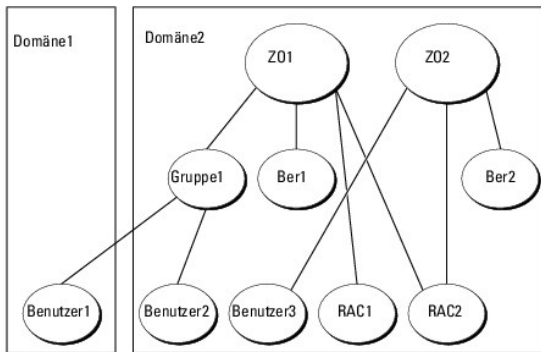 Domäne1
Domäne2
ZO1
ZO2
Gruppe1
Ber1
Ber2
Benutzer1
Benutzer2
Benutzer3
RAC1
RAC2